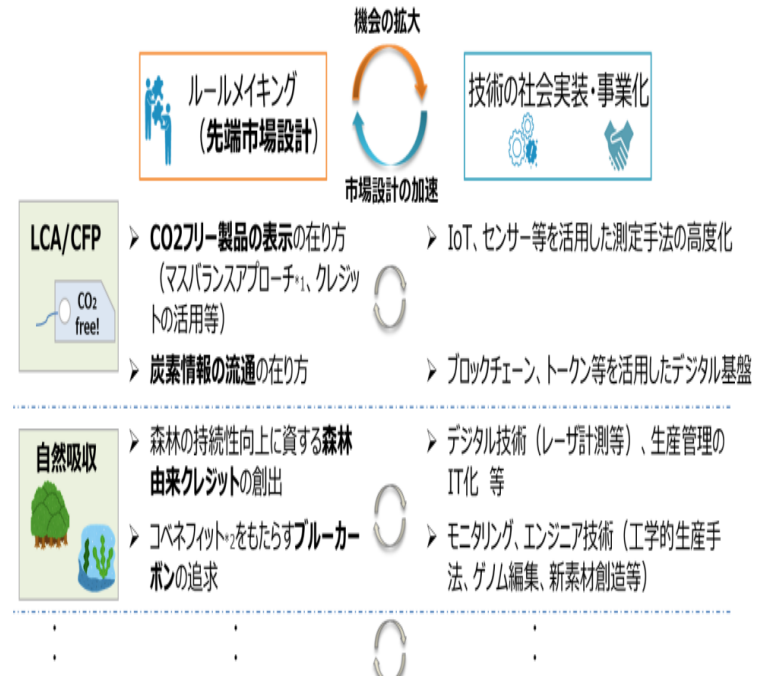 機会の拡大
ルールメイキング
（先端市場設計）
技術の社会実装・事業化
市場設計の加速
LCA/CFP
CO2
free!
➤ CO2フリー製品の表示の在り方
（マスバランスアプローチ※1、クレジッ
トの活用等）
➤ IoT、センサー等を活用した測定手法の高度化
➤ 炭素情報の流通の在り方
➤ ブロックチェーン、トークン等を活用したデジタル基盤
自然吸収
➤ 森林の持続性向上に資する森林
由来クレジットの創出
➤ デジタル技術（レーザ計測等）、生産管理の
IT化 等
➤ コベネフィット※2をもたらすブルーカー
ボンの追求
➤ モニタリング、エンジニア技術（工学的生産手
法、ゲノム編集、新素材創造等）